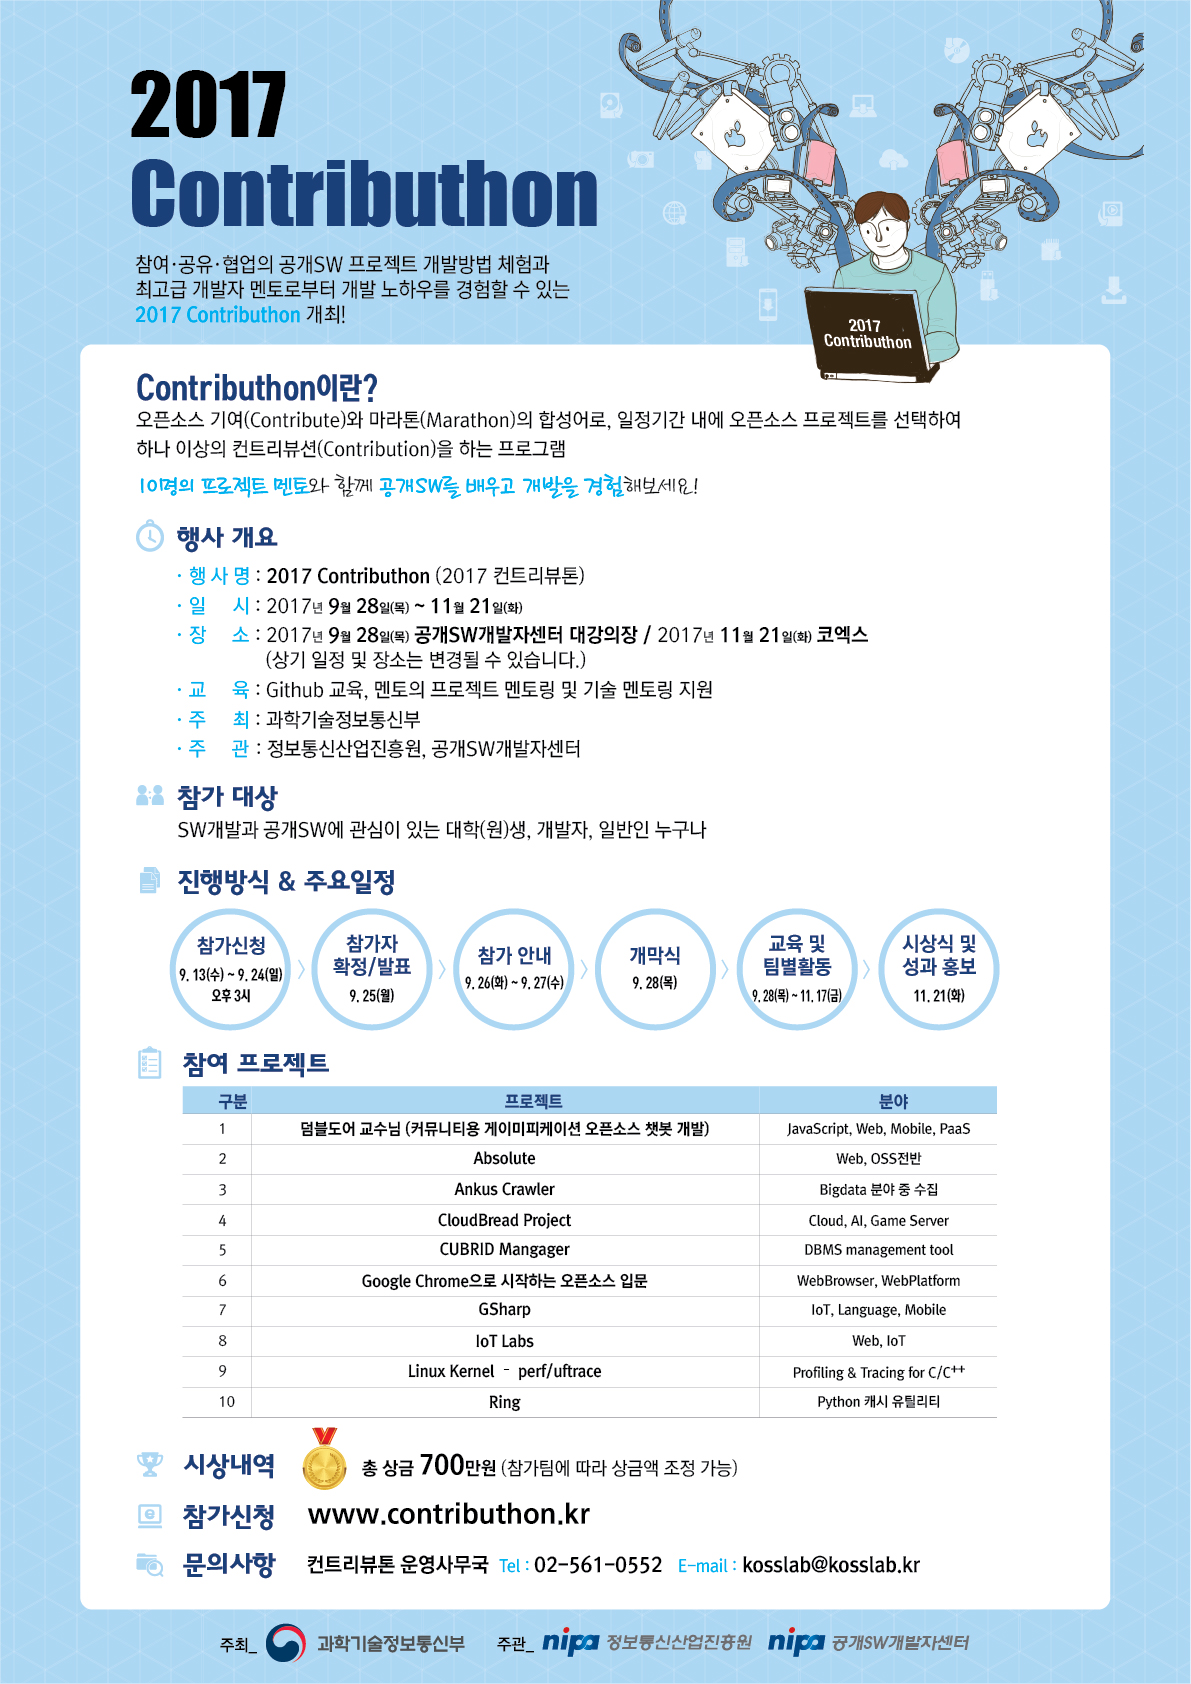 2017
Contributhon
참여·공유·협업의 공개SW 프로젝트 개발방법 체험과
최고급 개발자 멘토로부터 개발 노하우를 경험할 수 있는
2017 Contributhon 개최!
2017
Contributhon
Contributhon이란?
오픈소스 기여(Contribute)와 마라톤(Marathon)의 합성어로, 일정기간 내에 오픈소스 프로젝트를 선택하여
하나 이상의 컨트리뷰션(Contribution)을 하는 프로그램
10명의 프로젝트 멘토와 함께 공개SW를 배우고 개발을 경험해보세요!
행사 개요
· 행 사 명 : 2017 Contributhon (2017 컨트리뷰톤)
· 일 시 : 2017년 9월 28일(목) ~ 11월 21일(화)
· 장 소 : 2017년 9월 28일(목) 공개SW개발자센터 대강의장 / 2017년 11월 21일(화) 코엑스
(상기 일정 및 장소는 변경될 수 있습니다.)
· 교 육 : Github 교육, 멘토의 프로젝트 멘토링 및 기술 멘토링 지원
· 주 최 : 과학기술정보통신부
· 주 관 : 정보통신산업진흥원, 공개SW개발자센터
참가 대상
SW개발과 공개SW에 관심이 있는 대학(원)생, 개발자, 일반인 누구나
진행방식 & 주요일정
참가신청
9. 13(수) ~ 9. 24(일)
오후 3시
참가자
확정/발표
9. 25(월)
참가 안내
9. 26(화) ~ 9. 27(수)
개막식
9. 28(목)
교육 및
팀별활동
9. 28(목) ~ 11. 17(금)
시상식 및
성과 홍보
11. 21(화)
참여 프로젝트
구분 프로젝트 분야
1 덤블도어 교수님 (커뮤니티용 게이미피케이션 오픈소스 챗봇 개발) JavaScript, Web, Mobile, PaaS
2 Absolute Web, OSS전반
3 Ankus Crawler Bigdata 분야 중 수집
4 CloudBread Project Cloud, AI, Game Server
5 CUBRID Mangager DBMS management tool
6 Google Chrome으로 시작하는 오픈소스 입문 WebBrowser, WebPlatform
7 GSharp IoT, Language, Mobile
8 IoT Labs Web, IoT
9 Linux Kernel - perf/uftrace Profiling & Tracing for C/C++
10 Ring Python 캐시 유틸리티
시상내역 총 상금 700만원 (참가팀에 따라 상금액 조정 가능)
참가신청 www.contributhon.kr
문의사항 컨트리뷰톤 운영사무국 Tel : 02-561-0552 E-mail : kosslab@kosslab.kr
주최_ 과학기술정보통신부 주관_ nipa 정보통신산업진흥원 nipa 공개SW개발자센터